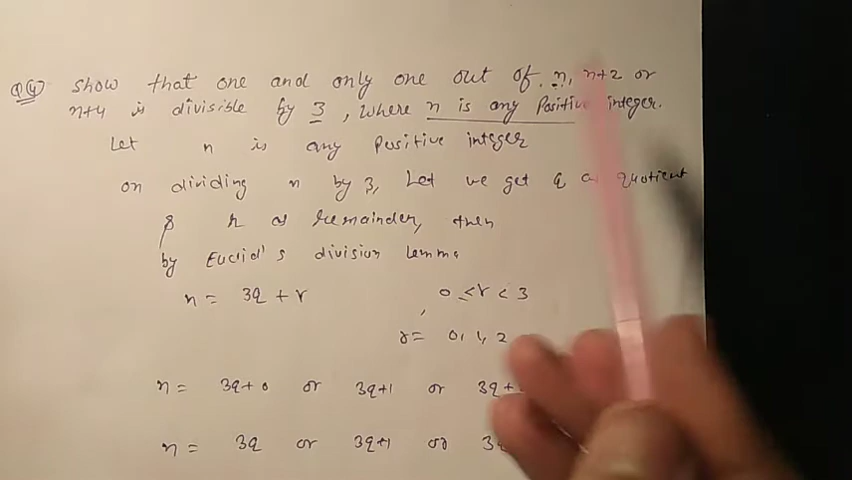 Q4) Show that one and only one out of n, n+2 or
n+4 is divisible by 3, where n is any Positive integer.
Let n is any Positive integer
on dividing n by 3, Let we get q as quotient
& r as remainder, then
by Euclid's division lemma
n = 3q + r , 0 ≤ r < 3
r = 0, 1, 2
n = 3q+0 or 3q+1 or 3q+
n = 3q or 3q+1 or 3q